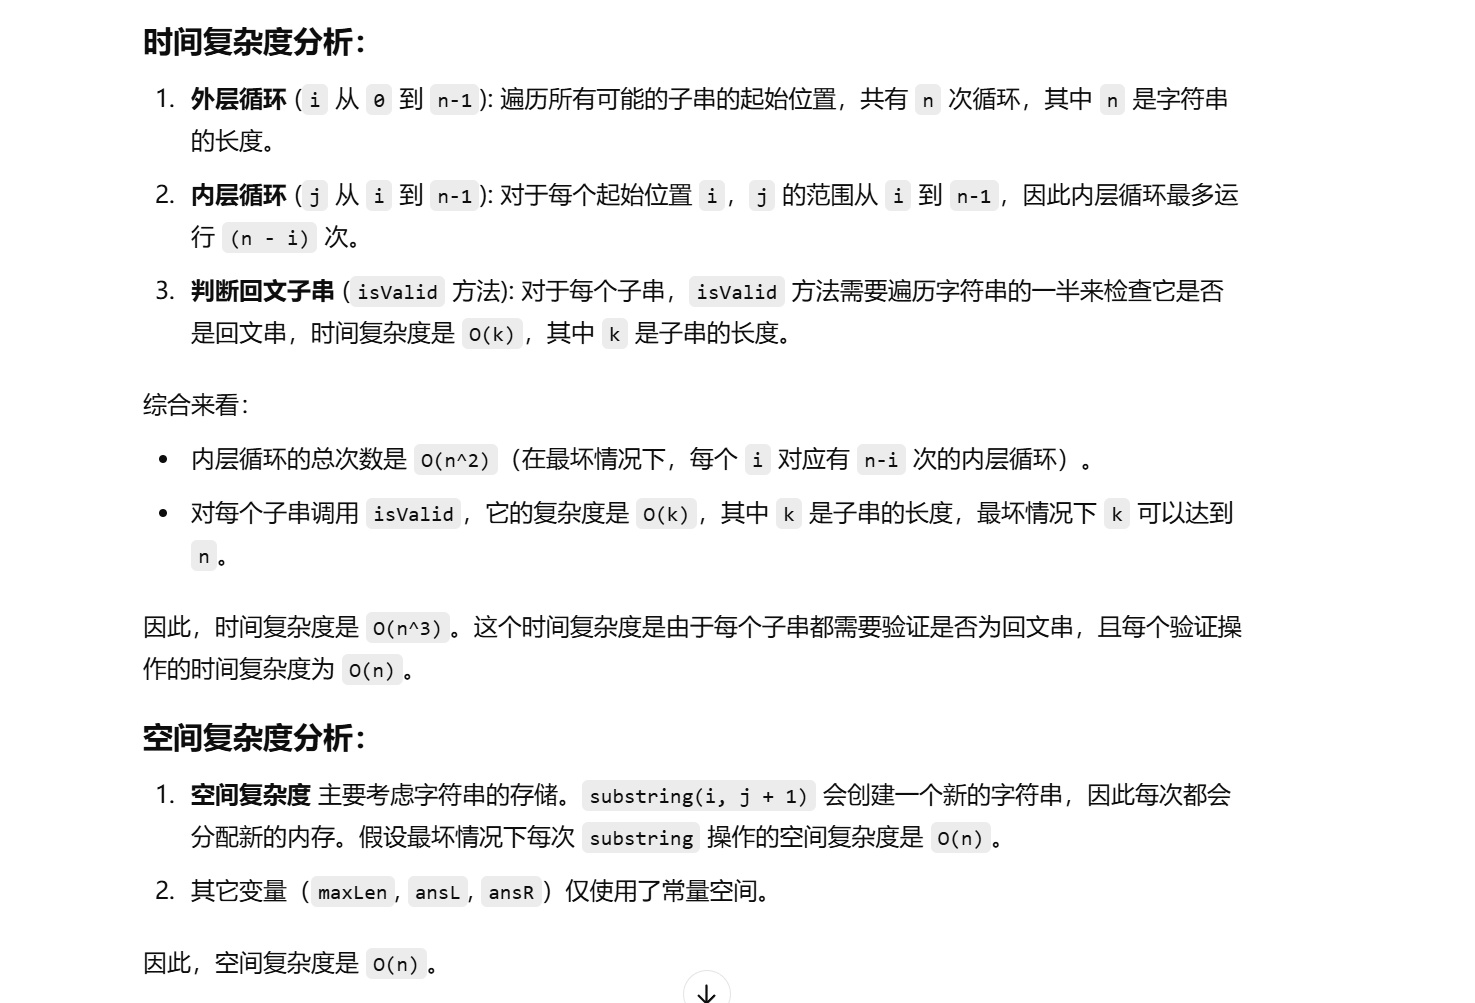 时间复杂度分析：
1. 外层循环 (i 从 0 到 n-1): 遍历所有可能的子串的起始位置，共有 n 次循环，其中 n 是字符串
的长度。
2. 内层循环 (j 从 i 到 n-1): 对于每个起始位置 i， j 的范围从 i 到 n-1，因此内层循环最多运
行 (n - i) 次。
3. 判断回文子串 (isValid 方法): 对于每个子串，isValid 方法需要遍历字符串的一半来检查它是否
是回文串，时间复杂度是 O(k)，其中 k 是子串的长度。
综合来看：
• 内层循环的总次数是 O(n^2)（在最坏情况下，每个 i 对应有 n-i 次的内层循环）。
• 对每个子串调用 isValid，它的复杂度是 O(k)，其中 k 是子串的长度，最坏情况下 k 可以达到
n。
因此，时间复杂度是 O(n^3)。这个时间复杂度是由于每个子串都需要验证是否为回文串，且每个验证操
作的时间复杂度为 O(n)。
空间复杂度分析：
1. 空间复杂度 主要考虑字符串的存储。substring(i, j + 1) 会创建一个新的字符串，因此每次都会
分配新的内存。假设最坏情况下每次 substring 操作的空间复杂度是 O(n)。
2. 其它变量（maxLen, ansL, ansR）仅使用了常量空间。
因此，空间复杂度是 O(n)。